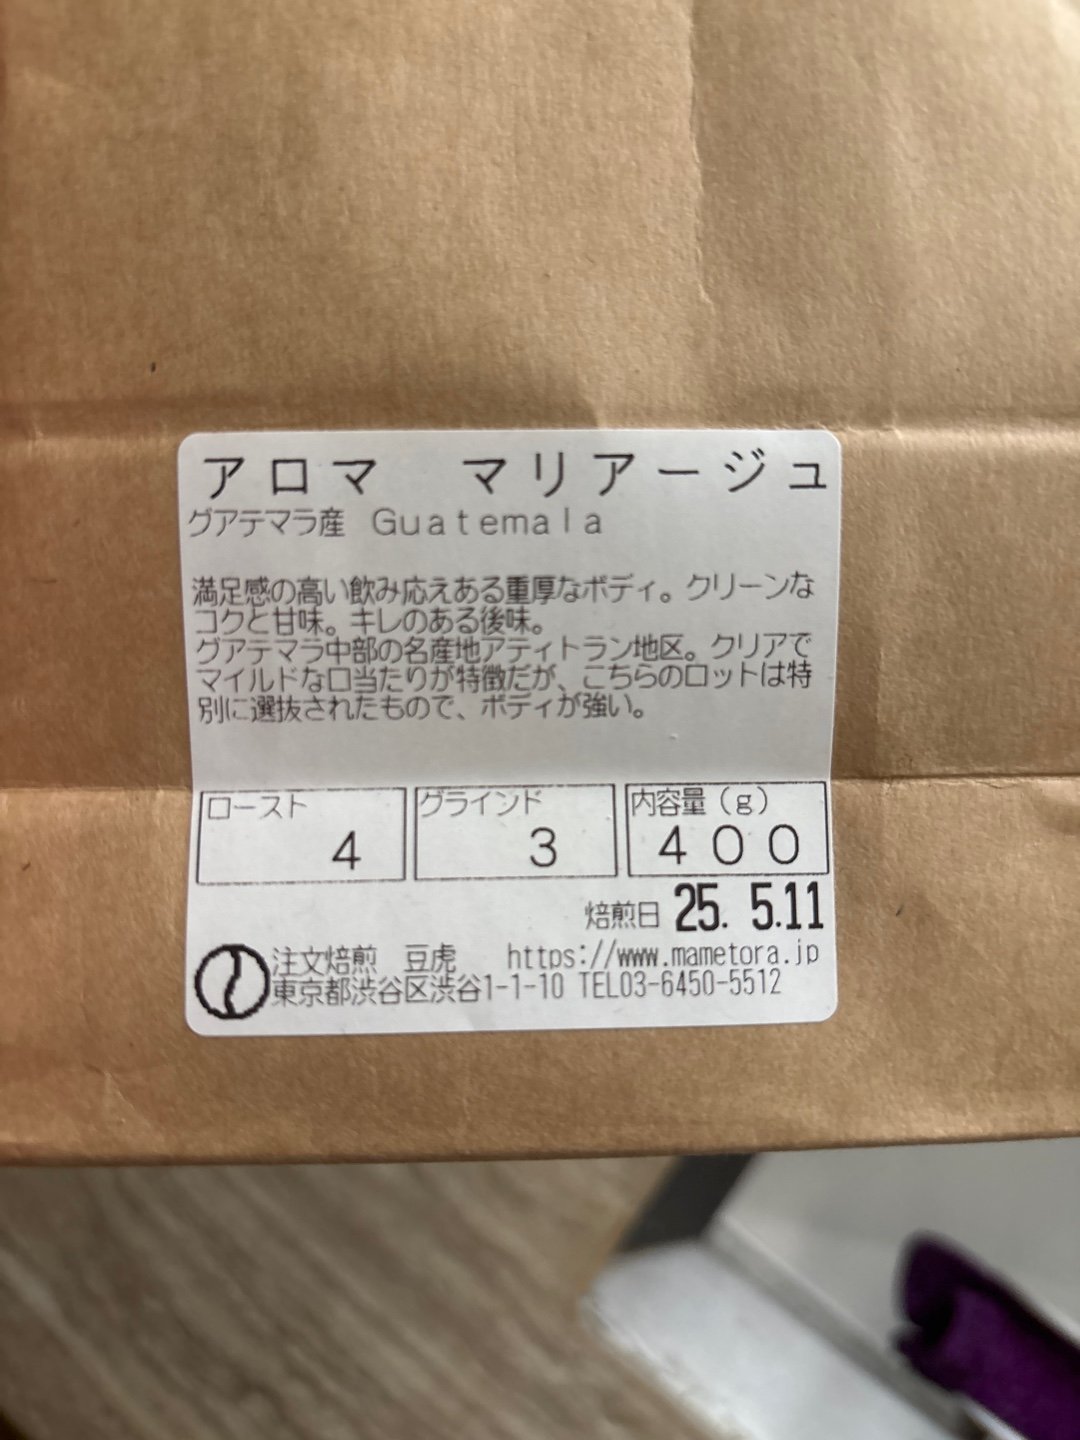 アロマ　マリアージュ
グアテマラ産 Guatemala
満足感の高い飲み応えある重厚なボディ。クリーンな
コクと甘味。キレのある後味。
グアテマラ中部の名産地アティトラン地区。クリアで
マイルドな口当たりが特徴だが、こちらのロットは特
別に選抜されたもので、ボディが強い。
ロースト グラインド 内容量（g）
4 3 400
焙煎日 25. 5.11
注文焙煎　豆虎　https://www.mametora.jp
東京都渋谷区渋谷1-1-10 TEL03-6450-5512